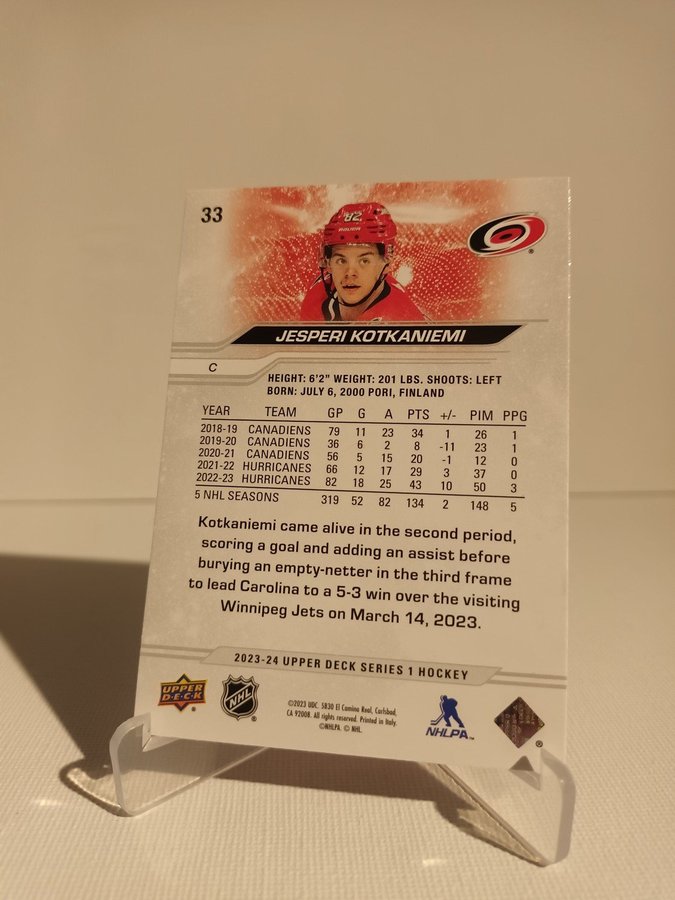 33
82
BAUER
JESPERI KOTKANIEMI
C
HEIGHT: 6'2" WEIGHT: 201 LBS. SHOOTS: LEFT
BORN: JULY 6, 2000 PORI, FINLAND
YEAR TEAM GP G A PTS +/- PIM PPG
2018-19 CANADIENS 79 11 23 34 1 26 1
2019-20 CANADIENS 36 6 2 8 -11 23 1
2020-21 CANADIENS 56 5 15 20 -1 12 0
2021-22 HURRICANES 66 12 17 29 3 37 0
2022-23 HURRICANES 82 18 25 43 10 50 3
5 NHL SEASONS 319 52 82 134 2 148 5
Kotkaniemi came alive in the second period,
scoring a goal and adding an assist before
burying an empty-netter in the third frame
to lead Carolina to a 5-3 win over the visiting
Winnipeg Jets on March 14, 2023.
2023-24 UPPER DECK SERIES 1 HOCKEY
UPPER
D·E·C·K
NHL
©2023 UDC. 5830 El Camino Real, Carlsbad,
CA 92008. All rights reserved. Printed in Italy.
©NHLPA. © NHL.
NHLPA™